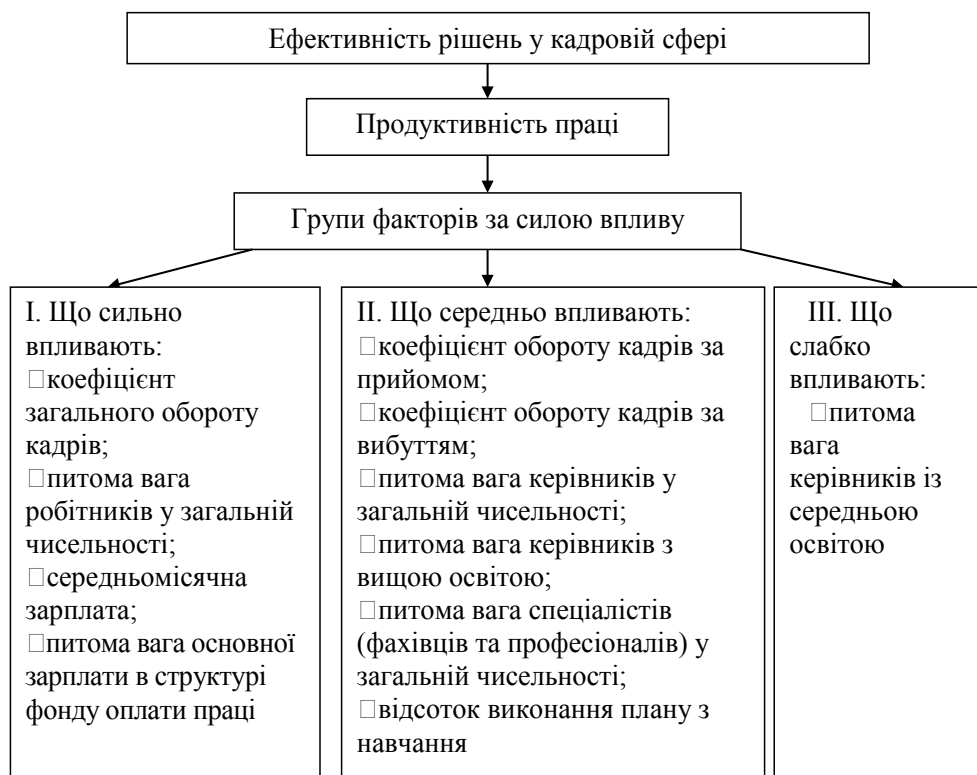 Ефективність рішень у кадровій сфері
Продуктивність праці
Групи факторів за силою впливу
І. Що сильно
впливають:
□коефіцієнт
загального обороту
кадрів;
□питома вага
робітників у загальній
чисельності;
□середньомісячна
зарплата;
□питома вага основної
зарплати в структурі
фонду оплати праці
ІІ. Що середньо впливають:
□коефіцієнт обороту кадрів за
прийомом;
□коефіцієнт обороту кадрів за
вибуттям;
□питома вага керівників у
загальній чисельності;
□питома вага керівників з
вищою освітою;
□питома вага спеціалістів
(фахівців та професіоналів) у
загальній чисельності;
□відсоток виконання плану з
навчання
ІІІ. Що
слабко
впливають:
□питома
вага
керівників із
середньою
освітою